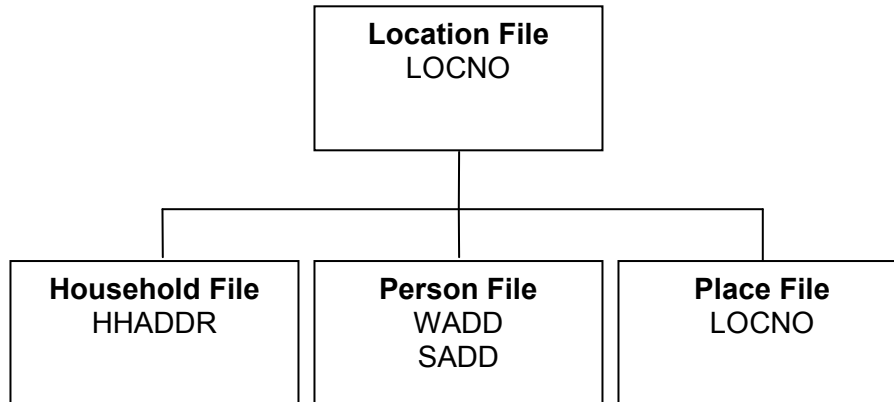 Location File
LOCNO
Household File
HHADDR
Person File
WADD
SADD
Place File
LOCNO